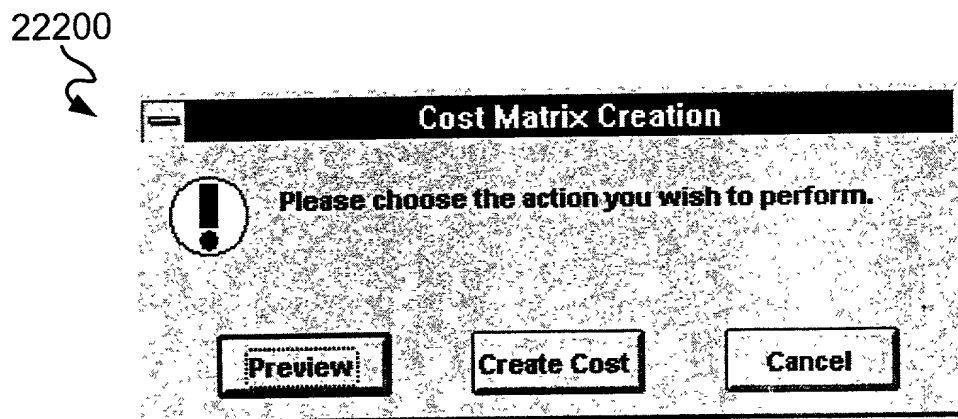 22200
Cost Matrix Creation
Please choose the action you wish to perform.
Preview Create Cost Cancel